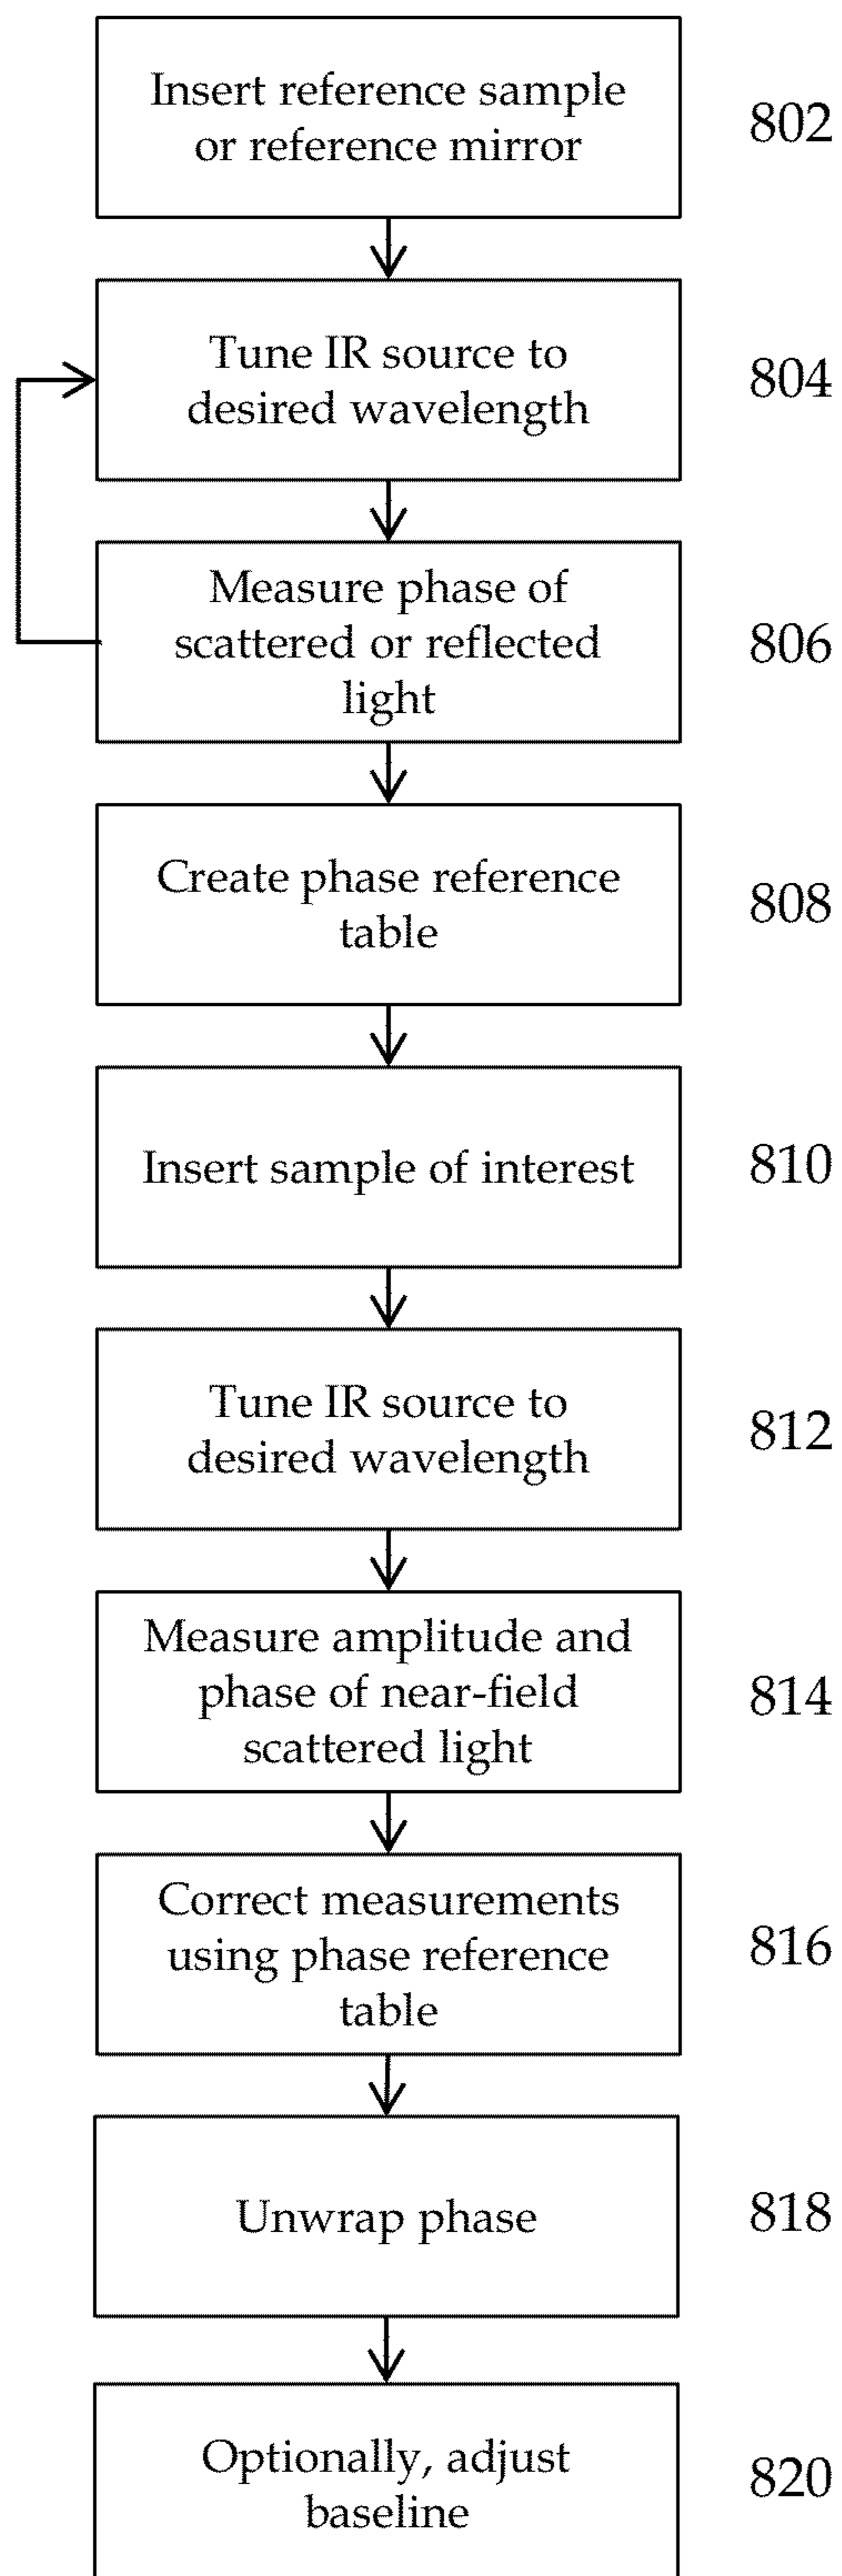 Insert reference sample
or reference mirror
802
Tune IR source to
desired wavelength
804
Measure phase of
scattered or reflected
light
806
Create phase reference
table
808
Insert sample of interest
810
Tune IR source to
desired wavelength
812
Measure amplitude and
phase of near-field
scattered light
814
Correct measurements
using phase reference
table
816
Unwrap phase
818
Optionally, adjust
baseline
820